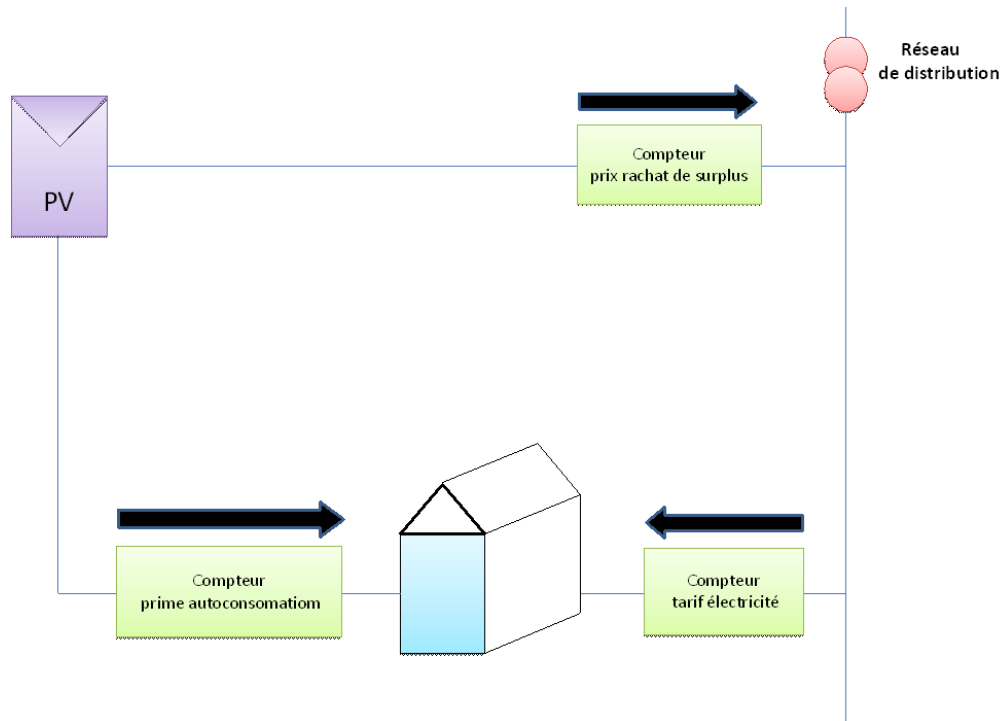 Réseau
de distribution
Compteur
prix rachat de surplus
PV
Compteur
prime autoconsomatiom
Compteur
tarif électricité